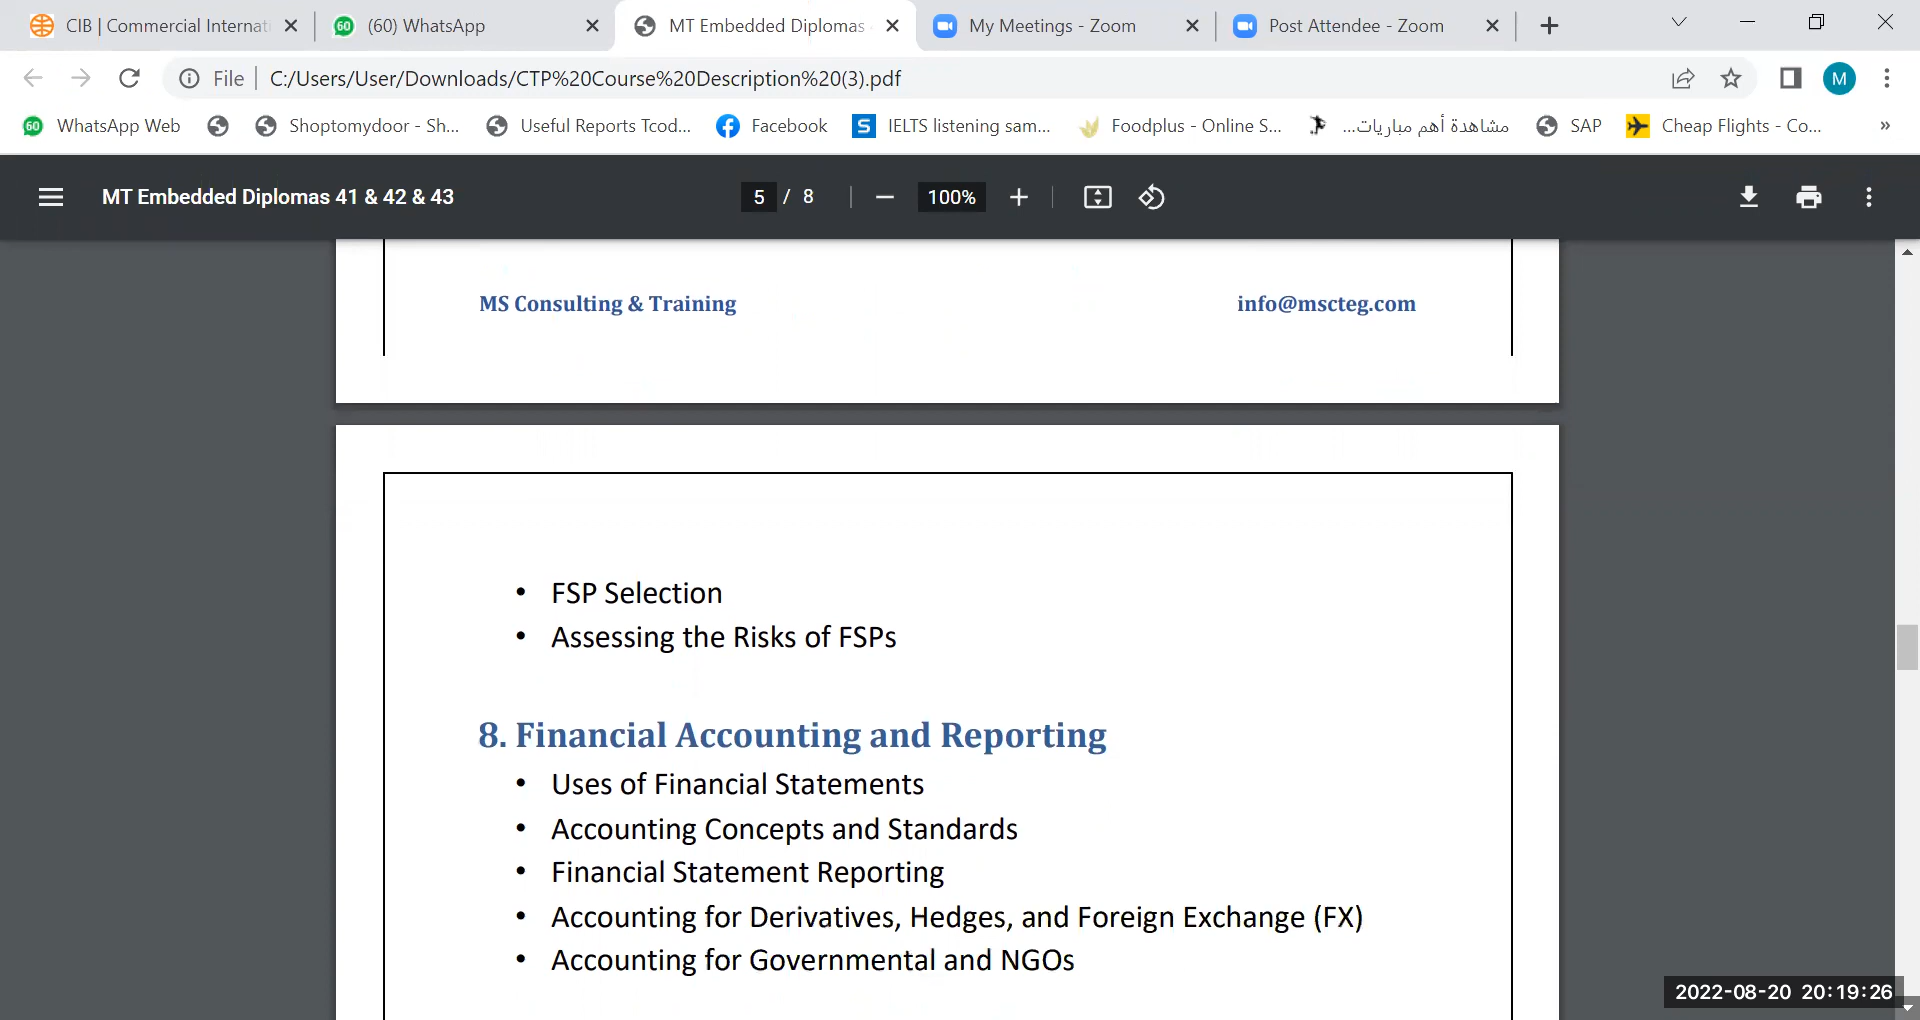 CIB | Commercial Internat
(60) WhatsApp
MT Embedded Diplomas
My Meetings - Zoom
Post Attendee - Zoom
File
C:/Users/User/Downloads/CTP%20Course%20Description%20(3).pdf
M
60 WhatsApp Web
Shoptomydoor - Sh...
Useful Reports Tcod...
Facebook
S IELTS listening sam...
Foodplus - Online S...
مشاهدة أهم مباريات...
SAP
Cheap Flights - Co...
»
MT Embedded Diplomas 41 & 42 & 43
5 / 8
100%
MS Consulting & Training
info@mscteg.com
• FSP Selection
• Assessing the Risks of FSPs
8. Financial Accounting and Reporting
• Uses of Financial Statements
• Accounting Concepts and Standards
• Financial Statement Reporting
• Accounting for Derivatives, Hedges, and Foreign Exchange (FX)
• Accounting for Governmental and NGOs
2022-08-20 20:19:26